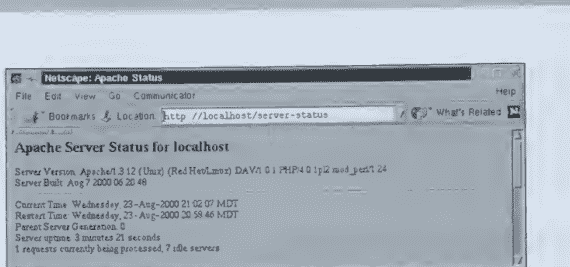 Netscape: Apache Status
File Edit View Go Communicator Help
Bookmarks Location http //localhost/server-status What's Related N
Apache Server Status for localhost
Server Version Apache/1.3.12 (Unix) (Red Hat/Linux) DAV/1 0 1 PHP/4 0 1pl2 mod_perl/1 24
Server Built Aug 7 2000 06 20 48
Current Time Wednesday, 23-Aug-2000 21 02 07 MDT
Restart Time Wednesday, 23-Aug-2000 20 58 46 MDT
Parent Server Generation 0
Server uptime 3 minutes 21 seconds
1 requests currently being processed, 7 idle servers